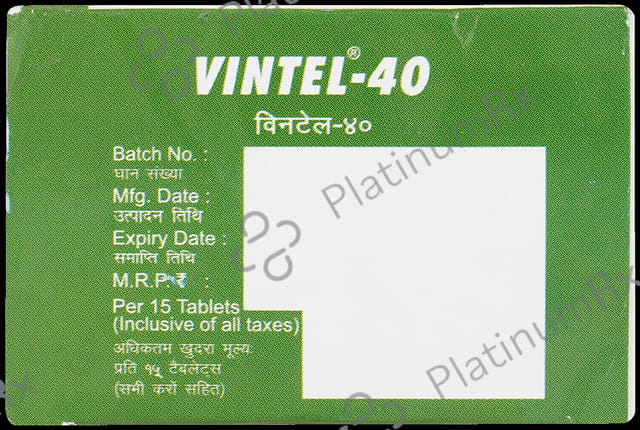 VINTEL®-40
विनटेल-४०
Batch No. :
घान संख्या
Mfg. Date :
उत्पादन तिथि
Expiry Date :
समाप्ति तिथि
M.R.P. ₹ :
Per 15 Tablets
(Inclusive of all taxes)
अधिकतम खुदरा मूल्यः
प्रति १५ टैबलेट्स
(सभी करों सहित)
PlatinumRx
PlatinumRx